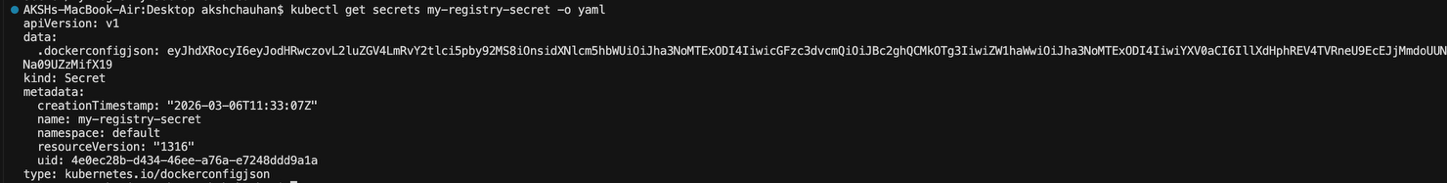 AKSHs-MacBook-Air:Desktop akshchauhan$ kubectl get secrets my-registry-secret -o yaml
apiVersion: v1
data:
  .dockerconfigjson: eyJhdXRocyI6eyJodHRwczovL2luZGV4LmRvY2tlci5pby92MS8iOnsidXNlcm5hbWUiOiJha3NoMTExODI4IiwicGFzc3dvcmQiOiJBc2ghQCMkOTg3IiwiZW1haWwiOiJha3NoMTExODI4IiwiYXV0aCI6IllXdHphREV4TVRneU9EcEJjMmdoUUN
Na09UZzMifX19
kind: Secret
metadata:
  creationTimestamp: "2026-03-06T11:33:07Z"
  name: my-registry-secret
  namespace: default
  resourceVersion: "1316"
  uid: 4e0ec28b-d434-46ee-a76a-e7248ddd9a1a
type: kubernetes.io/dockerconfigjson